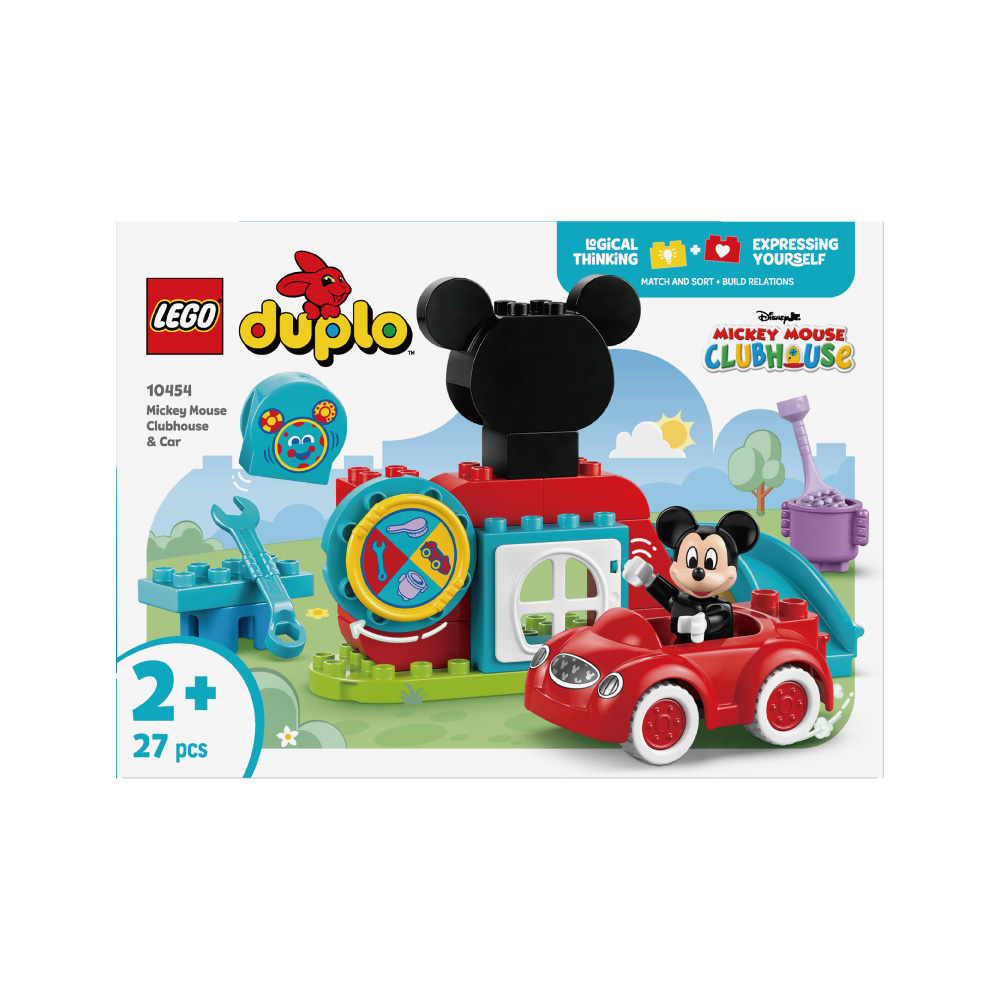 LOGICAL THINKING
EXPRESSING YOURSELF
MATCH AND SORT + BUILD RELATIONS
LEGO
duplo™
Disney Jr.
MICKEY MOUSE
CLUBHOUSE
10454
Mickey Mouse
Clubhouse
& Car
2+
27 pcs